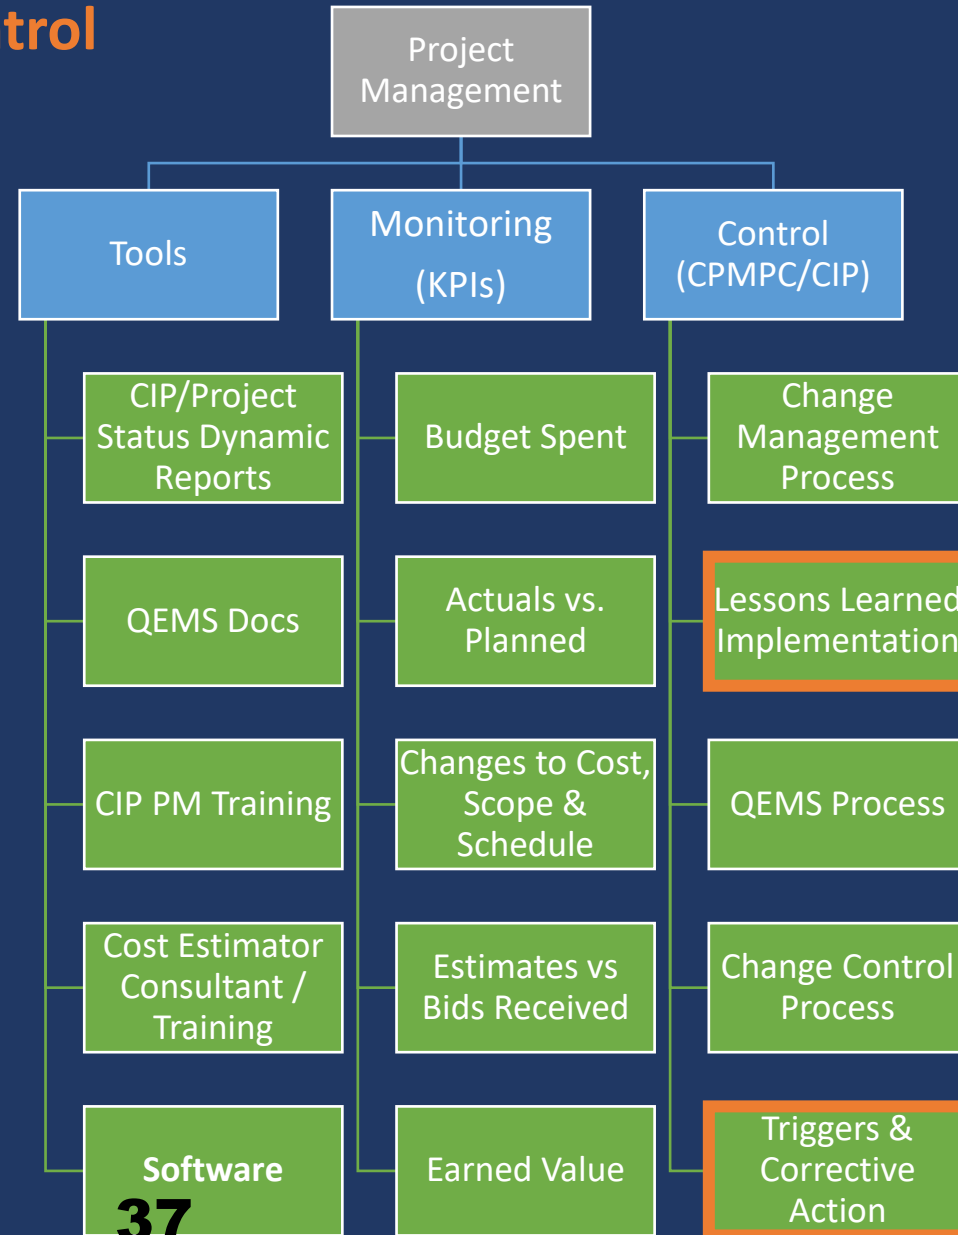 ntrol
Project
Management
Tools
Monitoring
(KPIs)
Control
(CPMPC/CIP)
CIP/Project
Status Dynamic
Reports
Budget Spent
Change
Management
Process
QEMS Docs
Actuals vs.
Planned
Lessons Learned
Implementation
CIP PM Training
Changes to Cost,
Scope &
Schedule
QEMS Process
Cost Estimator
Consultant /
Training
Estimates vs
Bids Received
Change Control
Process
Software
Earned Value
Triggers &
Corrective
Action
37